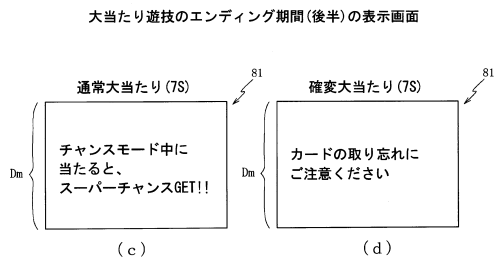 大当たり遊技のエンディング期間(後半)の表示画面
通常大当たり(7S)
81
Dm
チャンスモード中に
当たると、
スーパーチャンスGET!!
(c)
確変大当たり(7S)
81
Dm
カードの取り忘れに
ご注意ください
(d)